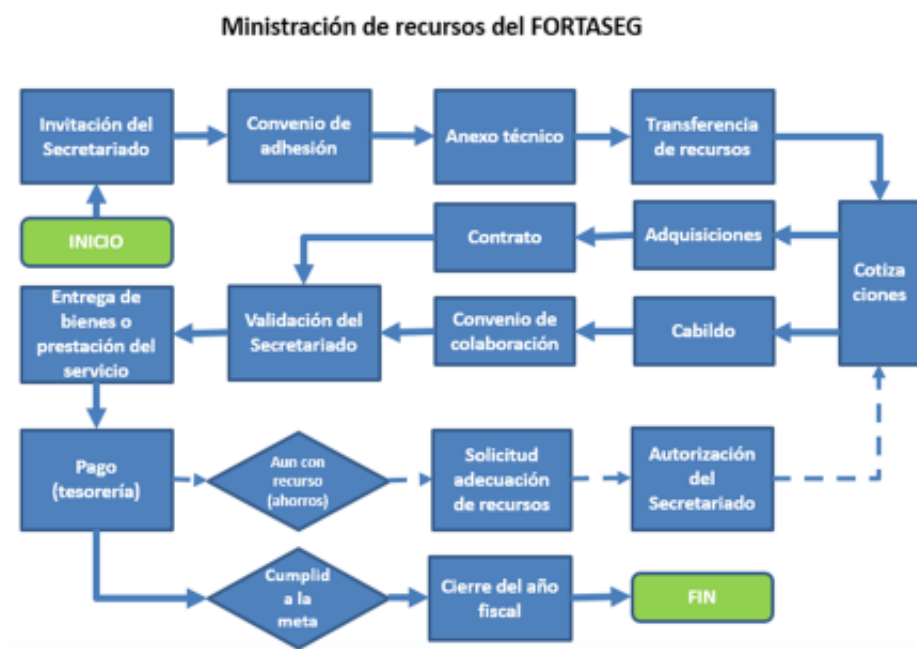 Ministración de recursos del FORTASEG
Invitación del
Secretariado
Convenio de
adhesión
Anexo técnico
Transferencia
de recursos
INICIO
Contrato
Adquisiciones
Cotiza
ciones
Entrega de
bienes o
prestación del
servicio
Validación del
Secretariado
Convenio de
colaboración
Cabildo
Pago
(tesorería)
Aun con
recurso
(ahorros)
Solicitud
adecuación
de recursos
Autorización
del
Secretariado
Cumplid
a la
meta
Cierre del año
fiscal
FIN